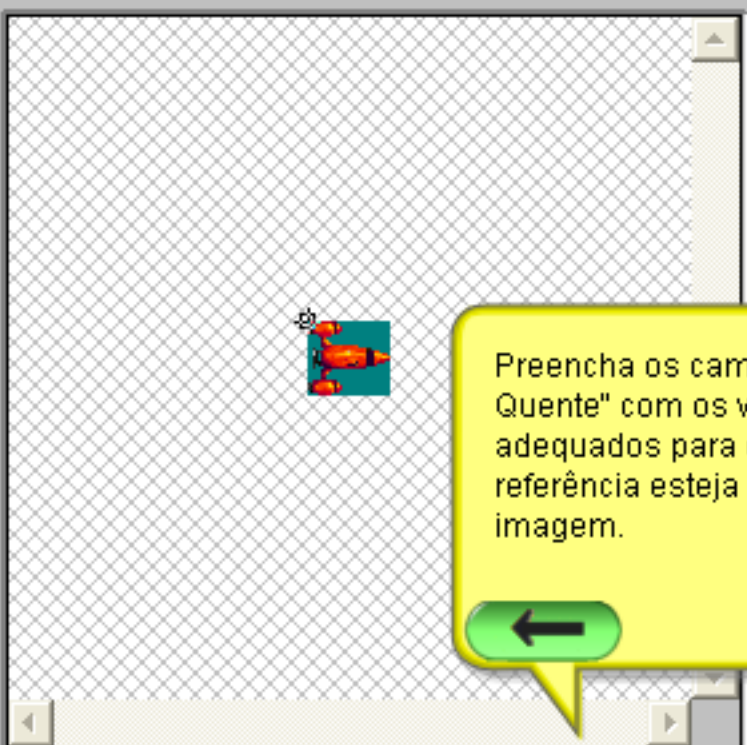 Preencha os cam
Quente" com os v
adequados para
referência esteja
imagem.